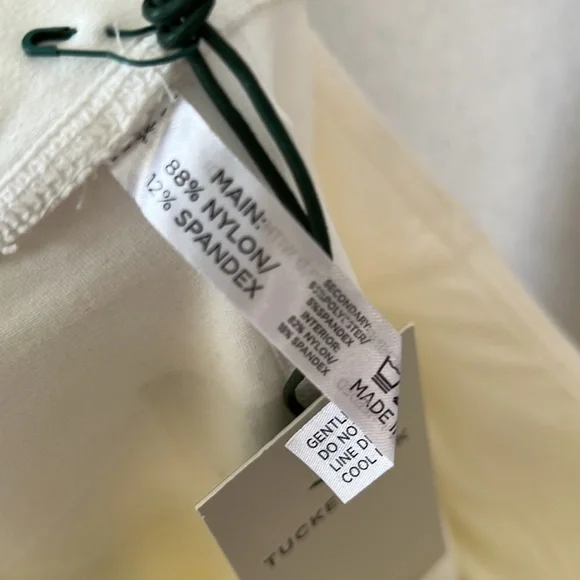 MAIN:
88% NYLON/
12% SPANDEX
SECONDARY:
POLYESTER/
SPANDEX
INTERIOR:
82% NYLON/
18% SPANDEX
MADE
GENTL
DO NO
LINE D
COOL
TUCKE